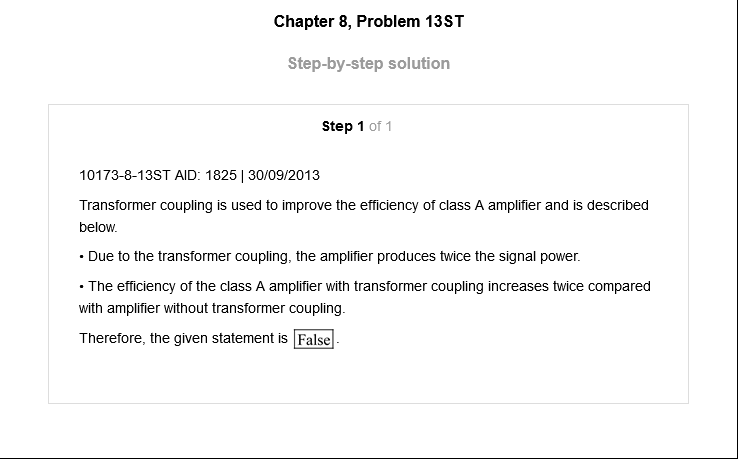 Chapter 8, Problem 13ST
Step-by-step solution
Step 1 of 1
10173-8-13ST AID: 1825 | 30/09/2013
Transformer coupling is used to improve the efficiency of class A amplifier and is described
below.
• Due to the transformer coupling, the amplifier produces twice the signal power.
• The efficiency of the class A amplifier with transformer coupling increases twice compared
with amplifier without transformer coupling.
Therefore, the given statement is False.